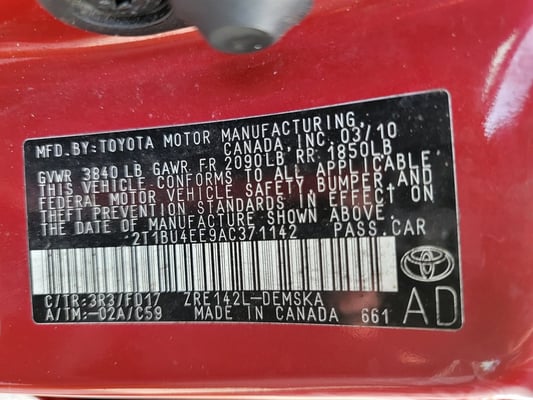 MFD.BY:TOYOTA MOTOR MANUFACTURING,
CANADA, INC. 03/10
GVWR 3840 LB GAWR FR 2090LB RR 1850LB
THIS VEHICLE CONFORMS TO ALL APPLICABLE
FEDERAL MOTOR VEHICLE SAFETY, BUMPER, AND
THEFT PREVENTION STANDARDS IN EFFECT ON
THE DATE OF MANUFACTURE SHOWN ABOVE.
2T1BU4EE9AC371142 PASS.CAR
C/TR:3R3/FD17 ZRE142L-DEMSKA
A/TM:-02A/C59 MADE IN CANADA 661
AD